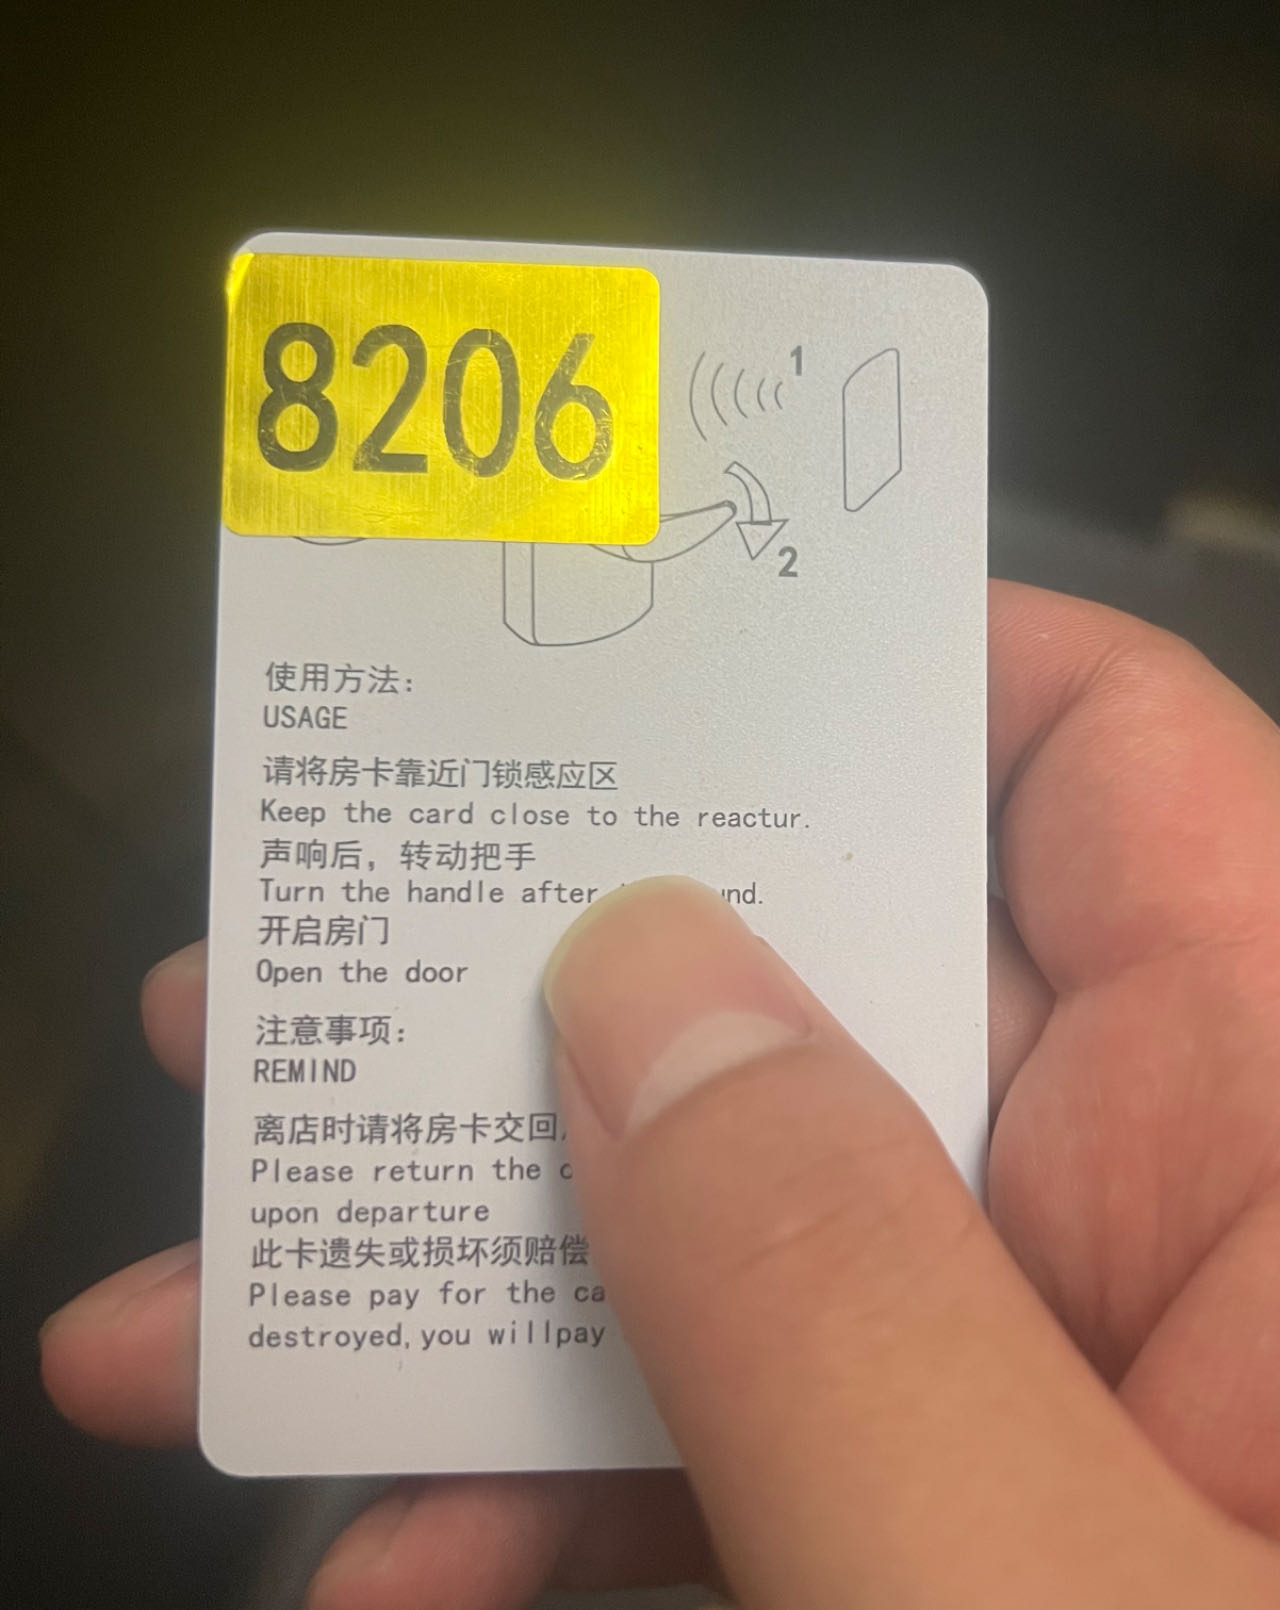 8206
1
2
使用方法：
USAGE
请将房卡靠近门锁感应区
Keep the card close to the reactur.
声响后，转动把手
Turn the handle after
开启房门
Open the door
注意事项：
REMIND
离店时请将房卡交回
Please return the
upon departure
此卡遗失或损坏须赔偿
Please pay for the
destroyed,you willpay